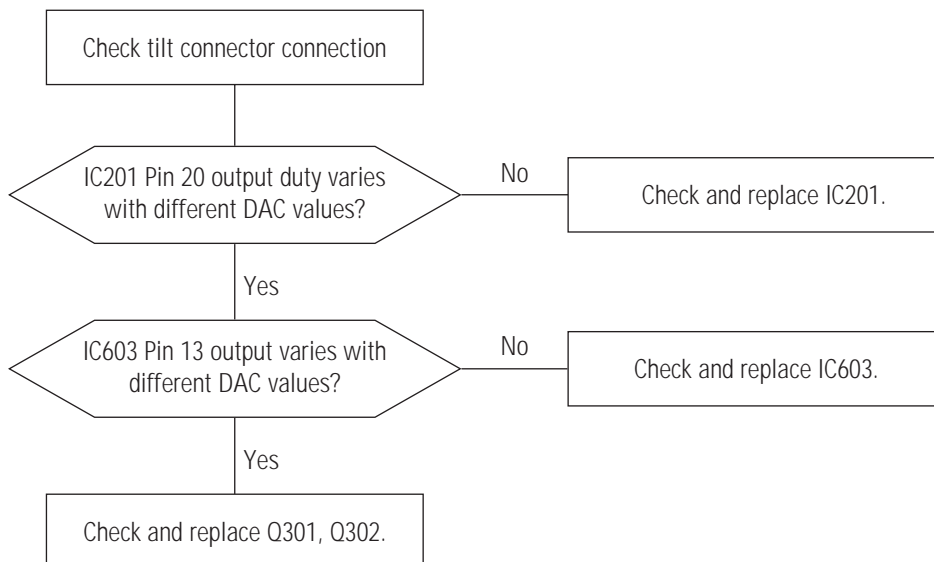 Check tilt connector connection
IC201 Pin 20 output duty varies
with different DAC values?
No
Check and replace IC201.
Yes
IC603 Pin 13 output varies with
different DAC values?
No
Check and replace IC603.
Yes
Check and replace Q301, Q302.